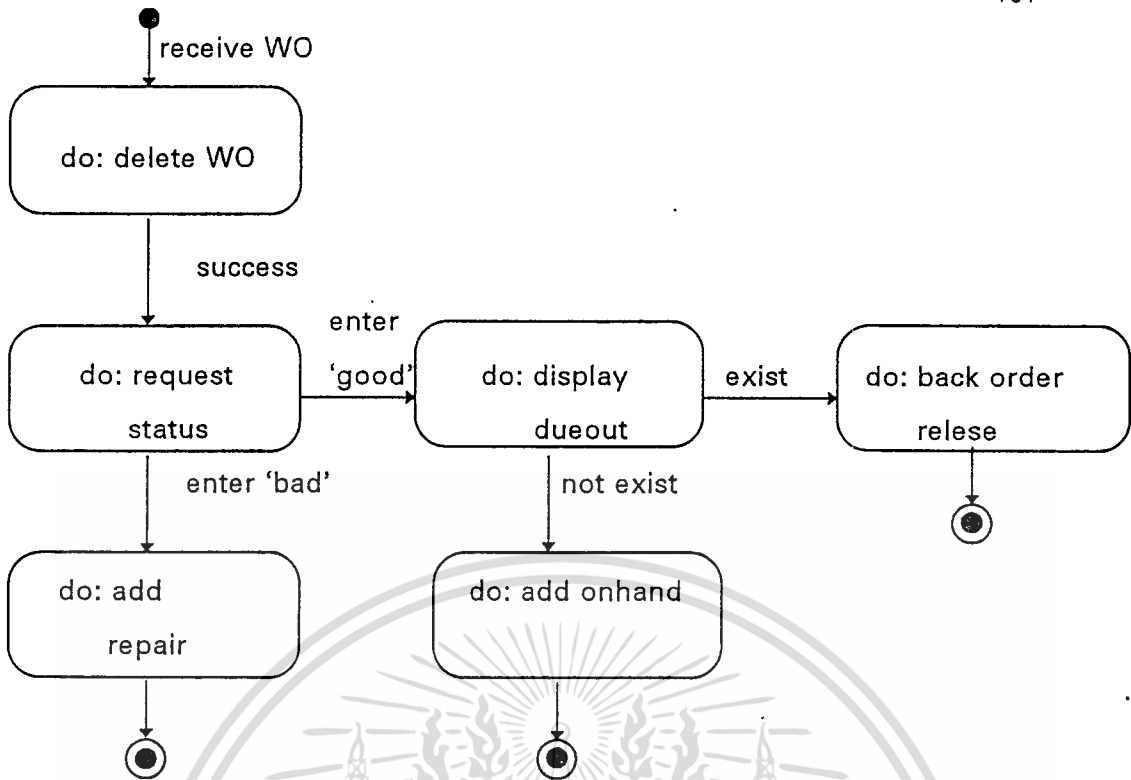 receive WO
do: delete WO
success
enter
'good'
do: request
status
do: display
dueout
exist
do: back order
relese
enter 'bad'
not exist
do: add
repair
do: add onhand